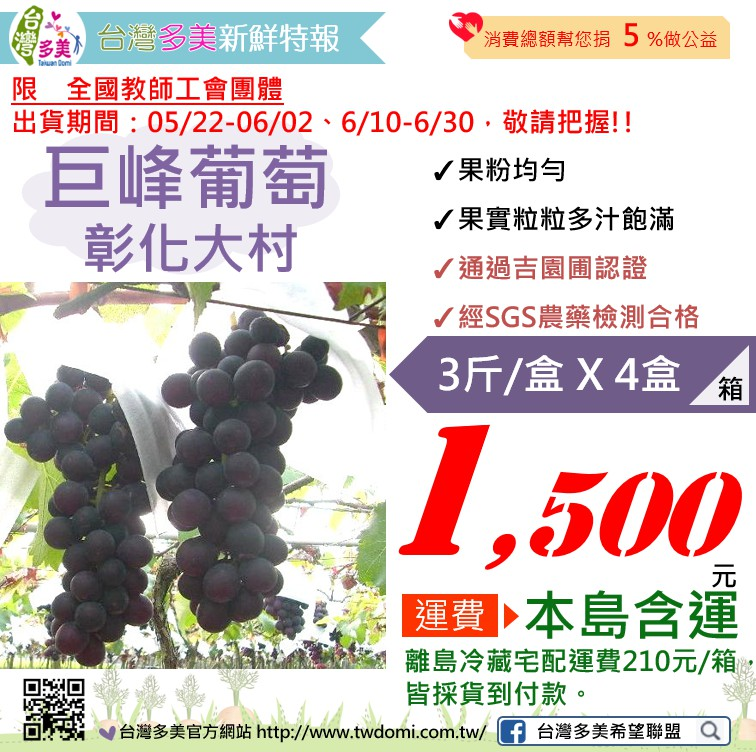 台灣多美
Taiwan Domi
台灣多美新鮮特報
消費總額幫您捐 5 %做公益
限　全國教師工會團體
出貨期間：05/22-06/02、6/10-6/30，敬請把握!!
巨峰葡萄
彰化大村
✓果粉均勻
✓果實粒粒多汁飽滿
✓通過吉園圃認證
✓經SGS農藥檢測合格
3斤/盒 X 4盒 箱
1,500
元
運費 本島含運
離島冷藏宅配運費210元/箱，
皆採貨到付款。
台灣多美官方網站 http://www.twdomi.com.tw/ f 台灣多美希望聯盟